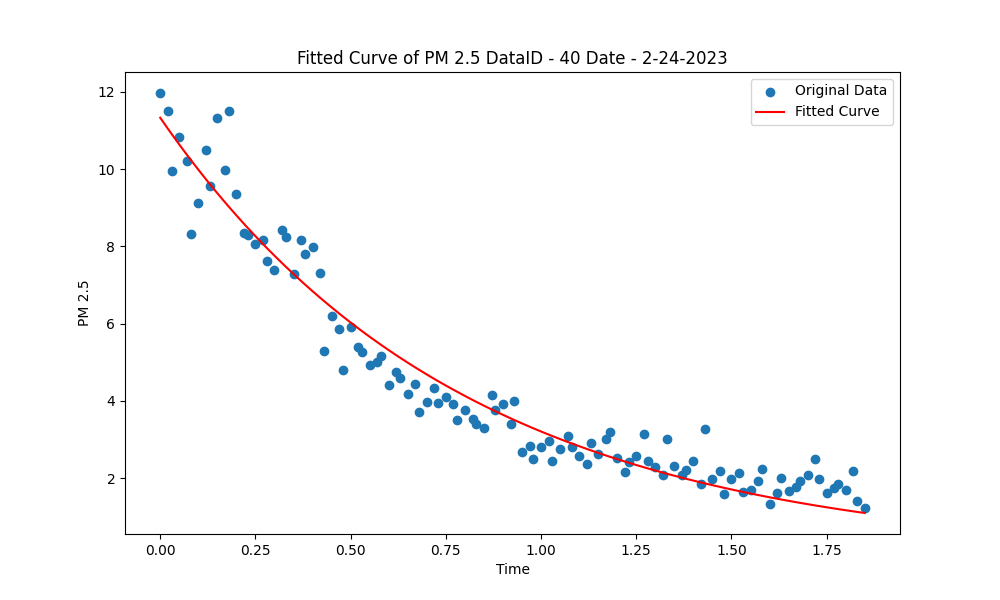 Fitted Curve of PM 2.5 DataID - 40 Date - 2-24-2023
Original Data
Fitted Curve
12
10
8
6
4
2
PM 2.5
0.00 0.25 0.50 0.75 1.00 1.25 1.50 1.75
Time